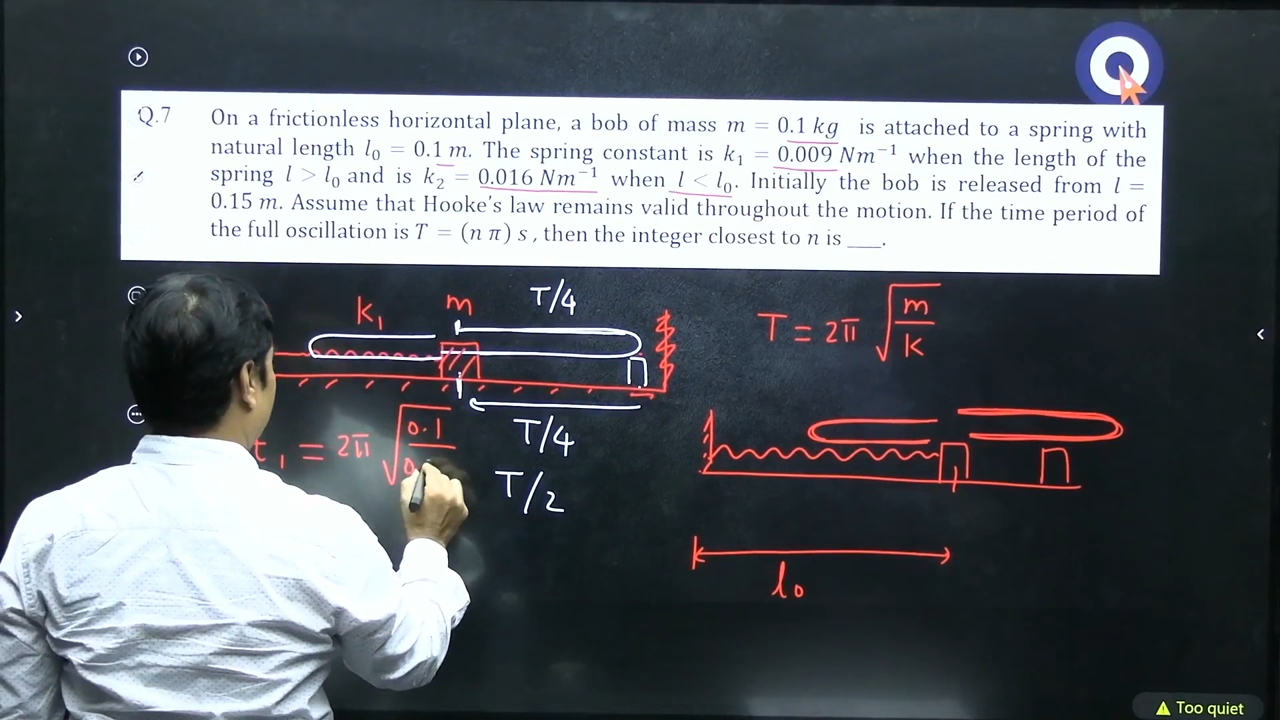 Q.7 On a frictionless horizontal plane, a bob of mass m = 0.1 kg is attached to a spring with
natural length l₀ = 0.1 m. The spring constant is k₁ = 0.009 Nm⁻¹ when the length of the
spring l > l₀ and is k₂ = 0.016 Nm⁻¹ when l < l₀. Initially the bob is released from l =
0.15 m. Assume that Hooke's law remains valid throughout the motion. If the time period of
the full oscillation is T = (n π) s, then the integer closest to n is ___.
K₁ m T/4
T = 2π √(m/K)
t₁ = 2π √(0.1/0
T/4
T/2
l₀
Too quiet